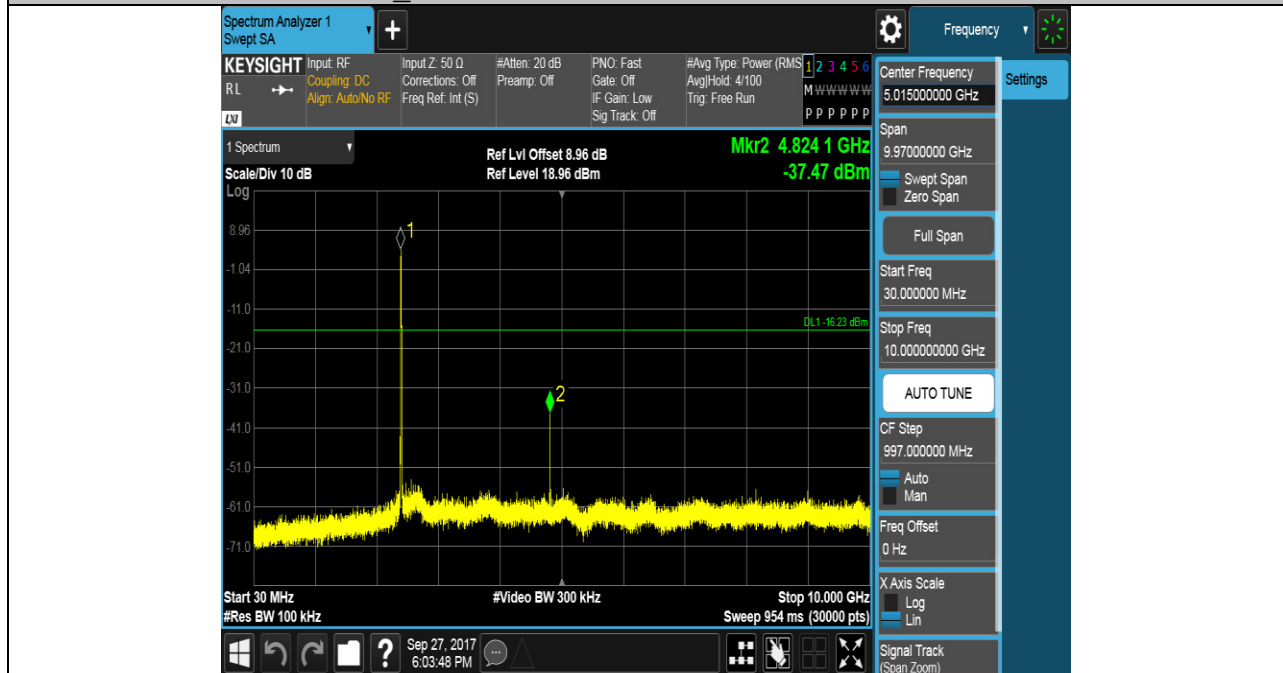 Spectrum Analyzer 1
Swept SA
+
Frequency
KEYSIGHT
RL
LXI
Input: RF
Coupling: DC
Align: Auto/No RF
Input Z: 50 Ω
Corrections: Off
Freq Ref: Int (S)
#Atten: 20 dB
Preamp: Off
PNO: Fast
Gate: Off
IF Gain: Low
Sig Track: Off
#Avg Type: Power (RMS
Avg|Hold: 4/100
Trig: Free Run
1 2 3 4 5 6
M W W W W W
P P P P P P
1 Spectrum
Scale/Div 10 dB
Ref Lvl Offset 8.96 dB
Ref Level 18.96 dBm
Mkr2 4.824 1 GHz
-37.47 dBm
Log
8.96
-1.04
-11.0
-21.0
-31.0
-41.0
-51.0
-61.0
-71.0
1
2
DL1 -16.23 dBm
Start 30 MHz
#Res BW 100 kHz
#Video BW 300 kHz
Stop 10.000 GHz
Sweep 954 ms (30000 pts)
Center Frequency
5.015000000 GHz
Settings
Span
9.97000000 GHz
Swept Span
Zero Span
Full Span
Start Freq
30.000000 MHz
Stop Freq
10.000000000 GHz
AUTO TUNE
CF Step
997.000000 MHz
Auto
Man
Freq Offset
0 Hz
X Axis Scale
Log
Lin
Signal Track
(Span Zoom)
?
Sep 27, 2017
6:03:48 PM